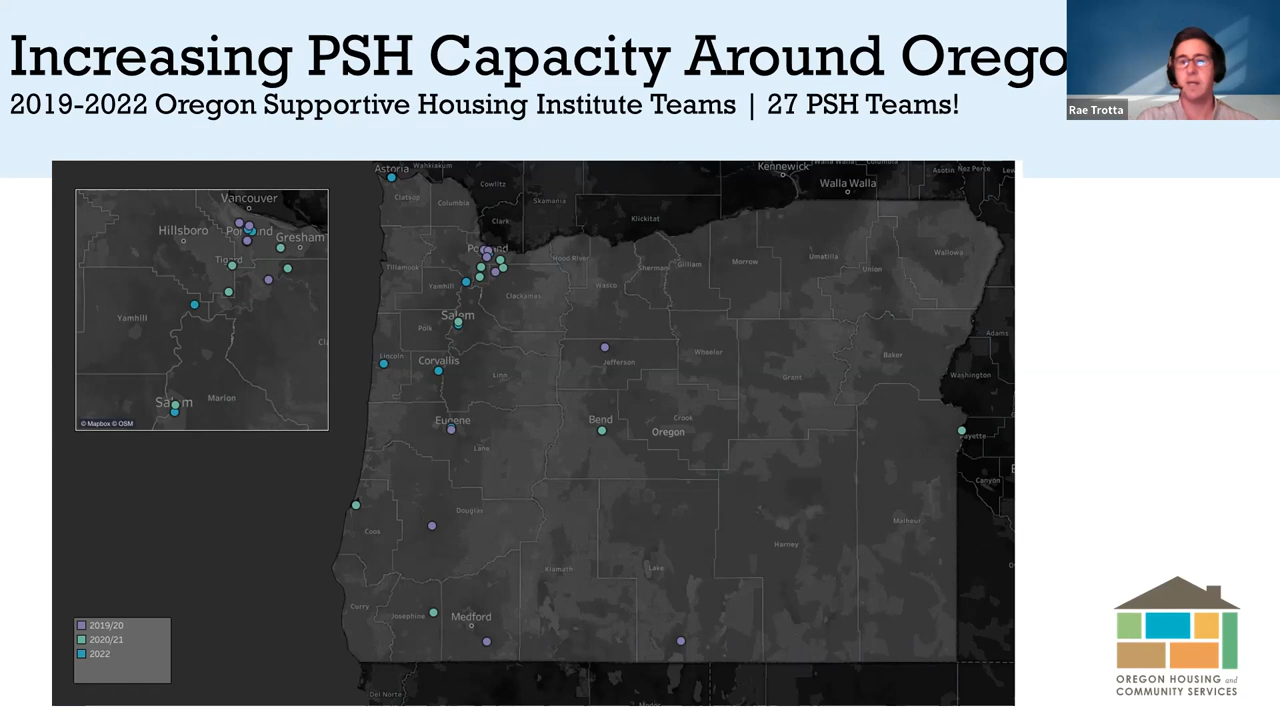 Increasing PSH Capacity Around Orego
2019-2022 Oregon Supportive Housing Institute Teams | 27 PSH Teams!
Rae Trotta
Vancouver
Hillsboro
Portland
Gresham
Tigard
Yamhill
Salem
Marion
© Mapbox © OSM
Astoria
Wahkiakum
Kennewick
Walla Walla
Columbia
Asotin
Nez Perce
Clatsop
Columbia
Cowlitz
Skamania
Walla Walla
Clark
Klickitat
Portland
Tillamook
Hood River
Sherman
Gilliam
Morrow
Umatilla
Union
Wallowa
Yamhill
Clackamas
Wasco
Salem
Polk
Adams
Lincoln
Corvallis
Linn
Jefferson
Wheeler
Grant
Baker
Washington
Eugene
Lane
Bend
Crook
Oregon
ayette
Canyon
Coos
Douglas
Klamath
Lake
Harney
Malheur
Curry
Josephine
Medford
Del Norte
2019/20
2020/21
2022
OREGON HOUSING and
COMMUNITY SERVICES